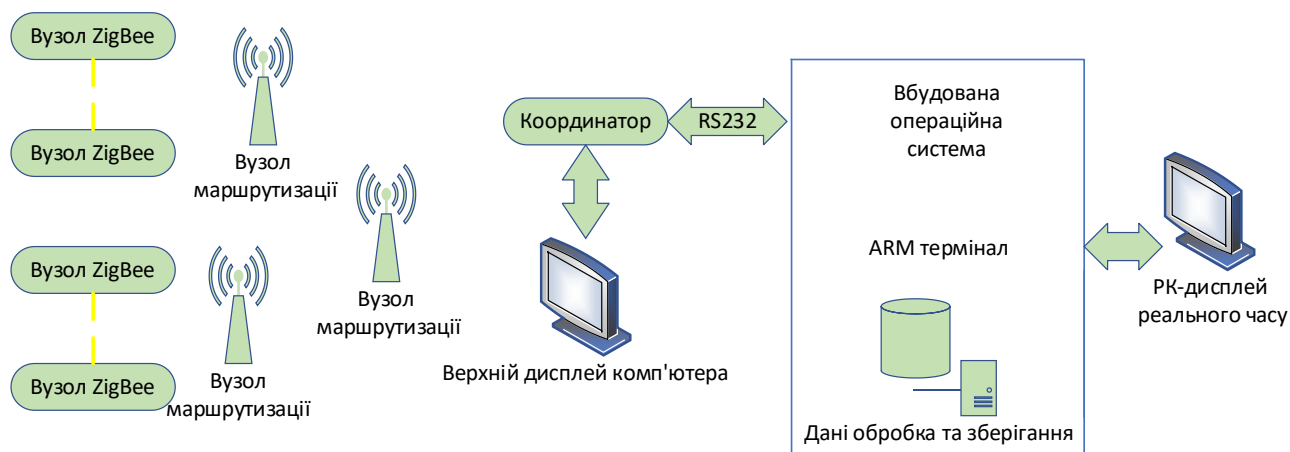 Вузол ZigBee
Вузол ZigBee
Вузол
маршрутизації
Вузол ZigBee
Вузол ZigBee
Вузол
маршрутизації
Вузол
маршрутизації
Координатор
RS232
Верхній дисплей комп'ютера
Вбудована
операційна
система
ARM термінал
Дані обробка та зберігання
РК-дисплей
реального часу